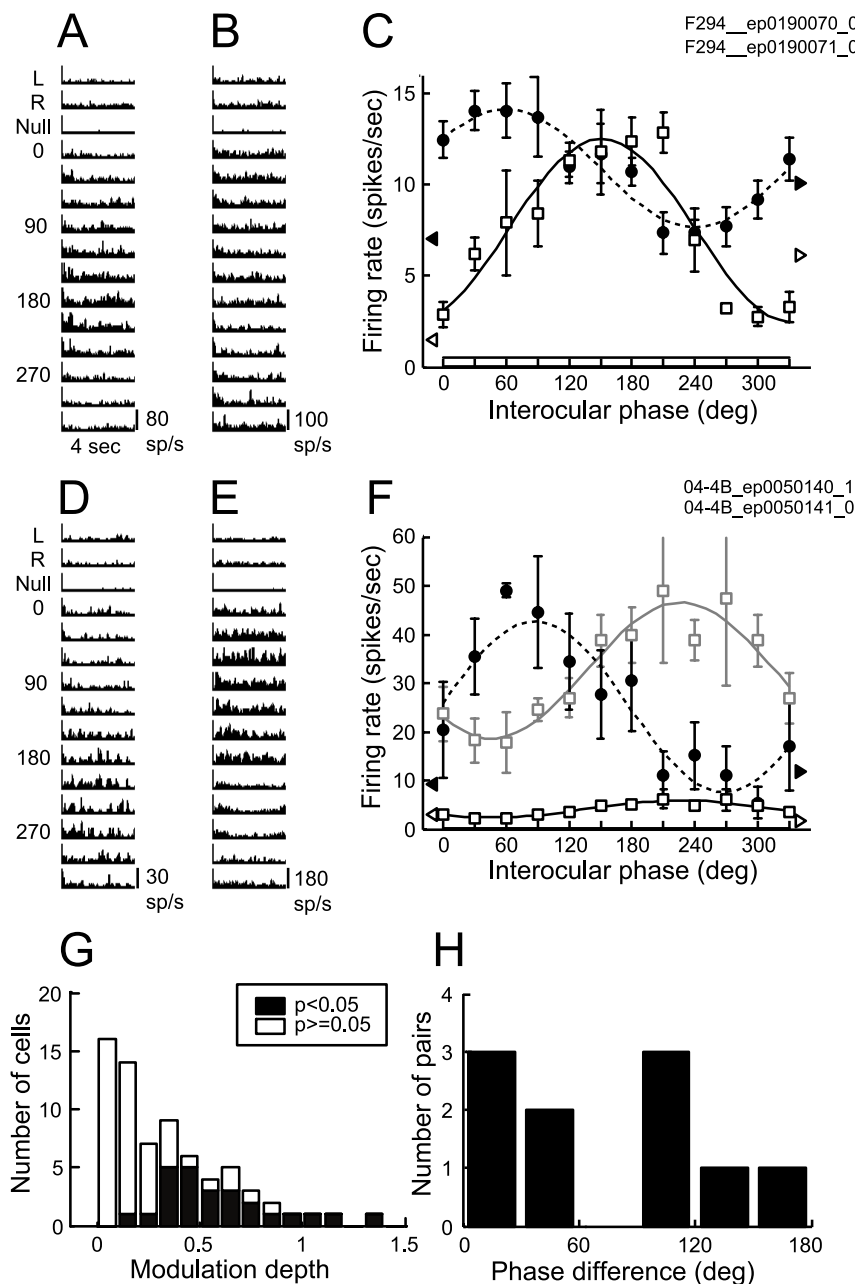 A
B
C
F294__ep0190070_0
F294__ep0190071_0
L
R
Null
0
90
180
270
4 sec
80
sp/s
100
sp/s
Firing rate (spikes/sec)
15
10
5
0
0 60 120 180 240 300
Interocular phase (deg)
D
E
F
04-4B_ep0050140_1
04-4B_ep0050141_0
L
R
Null
0
90
180
270
30
sp/s
180
sp/s
Firing rate (spikes/sec)
60
50
40
30
20
10
0
0 60 120 180 240 300
Interocular phase (deg)
G
Number of cells
20
15
10
5
0
p<0.05
p>=0.05
0 0.5 1 1.5
Modulation depth
H
Number of pairs
4
3
2
1
0
0 60 120 180
Phase difference (deg)